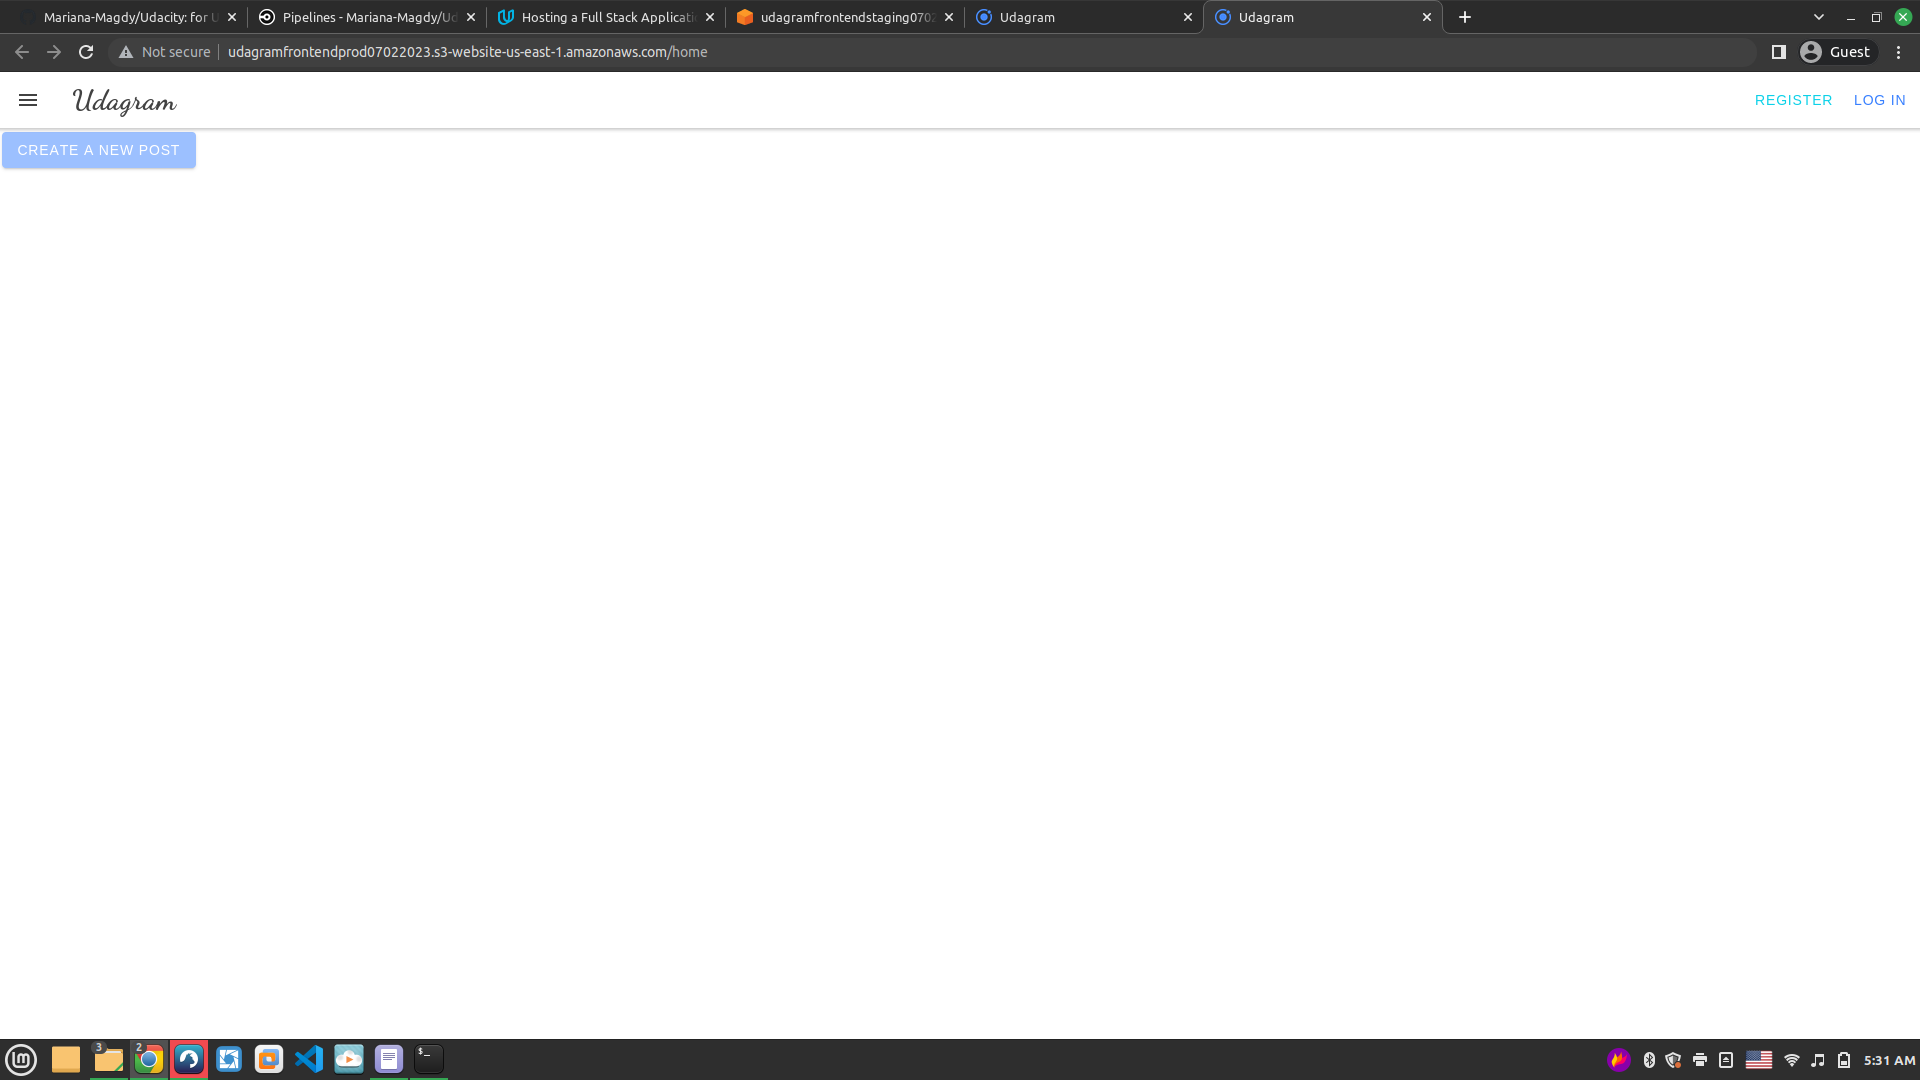 Mariana-Magdy/Udacity: for U
Pipelines - Mariana-Magdy/Ud
Hosting a Full Stack Applicati
udagramfrontendstaging0702
Udagram
Udagram
Not secure
udagramfrontendprod07022023.s3-website-us-east-1.amazonaws.com/home
Guest
Udagram
REGISTER
LOG IN
CREATE A NEW POST
3
2
$_
5:31 AM